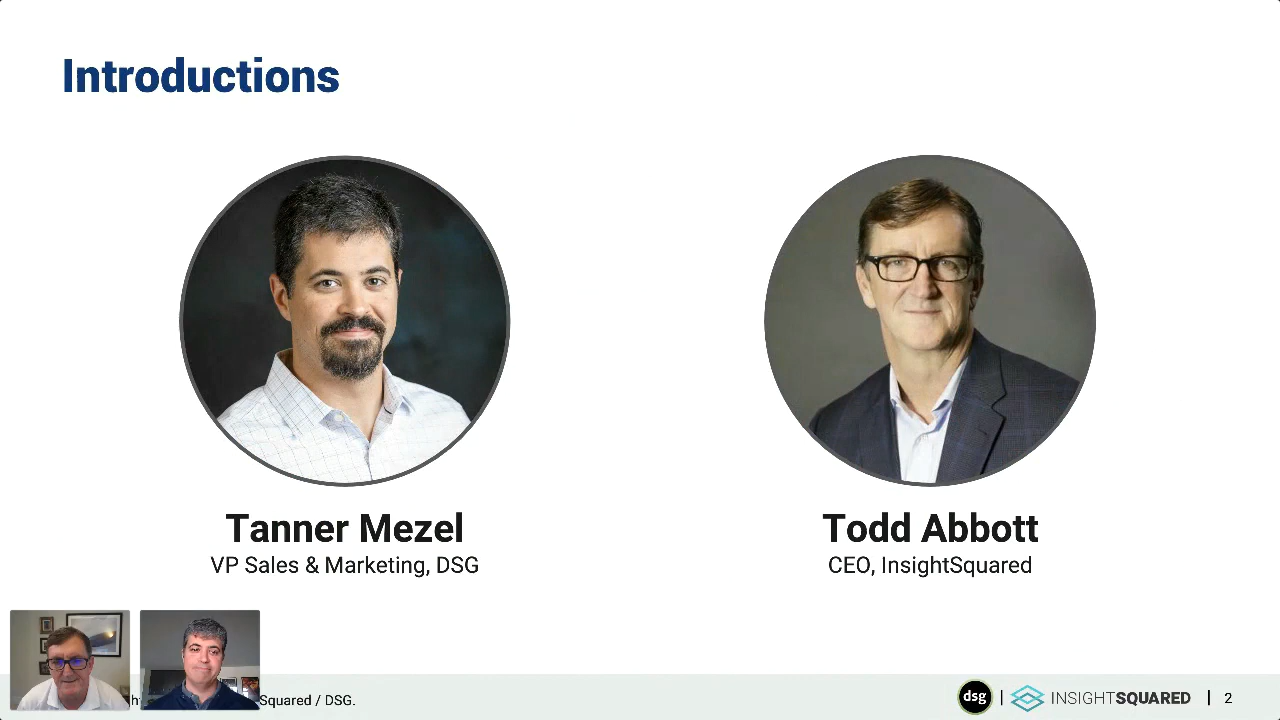 Introductions
Tanner Mezel
VP Sales & Marketing, DSG
Todd Abbott
CEO, InsightSquared
Squared / DSG.
dsg | INSIGHTSQUARED | 2